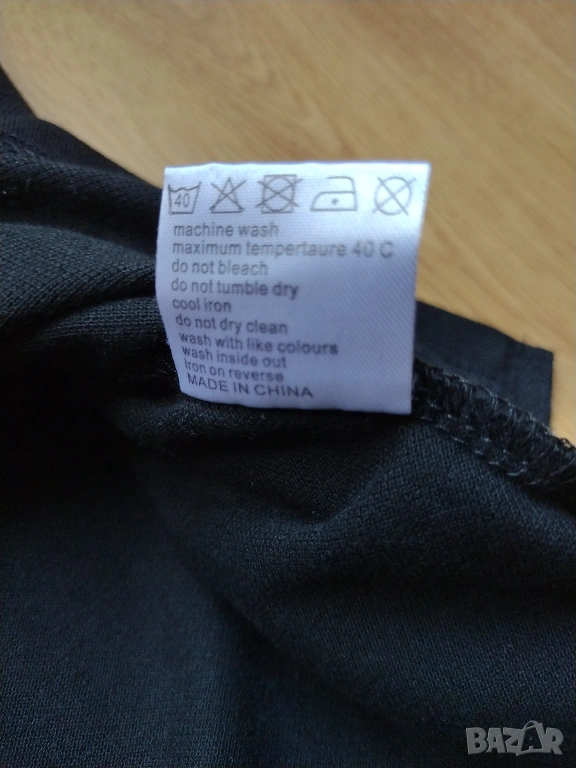 40
machine wash
maximum tempertaure 40 C
do not bleach
do not tumble dry
cool iron
do not dry clean
wash with like colours
wash inside out
iron on reverse
MADE IN CHINA
BAZAR